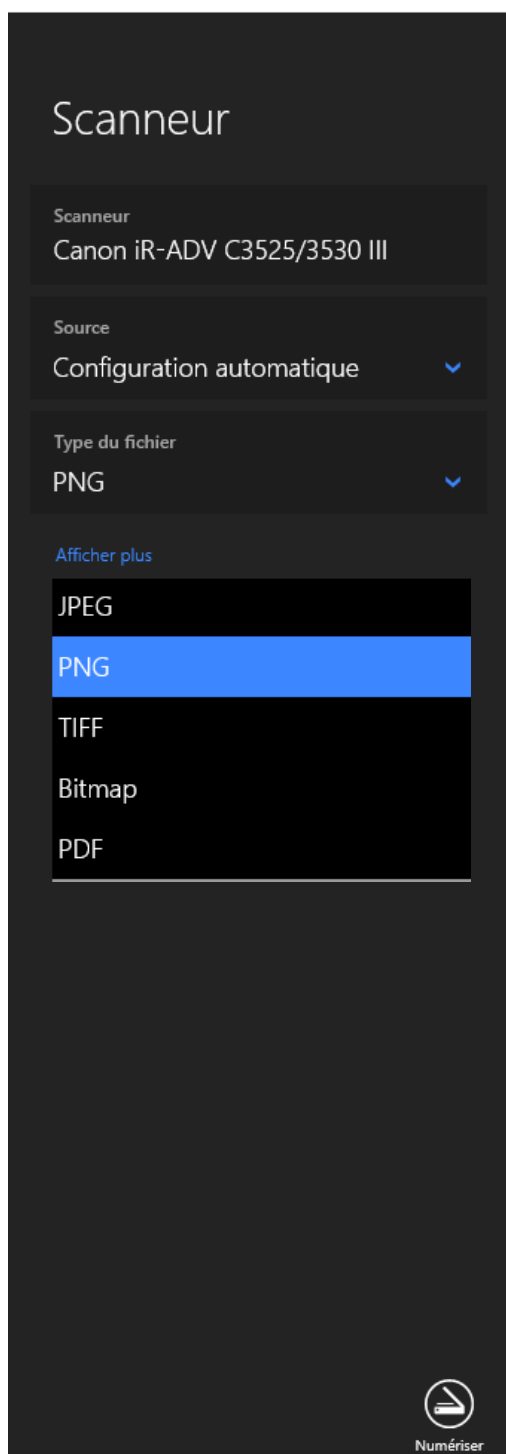 Scanneur
Scanneur
Canon iR-ADV C3525/3530 III
Source
Configuration automatique
Type du fichier
PNG
Afficher plus
JPEG
PNG
TIFF
Bitmap
PDF
Numériser